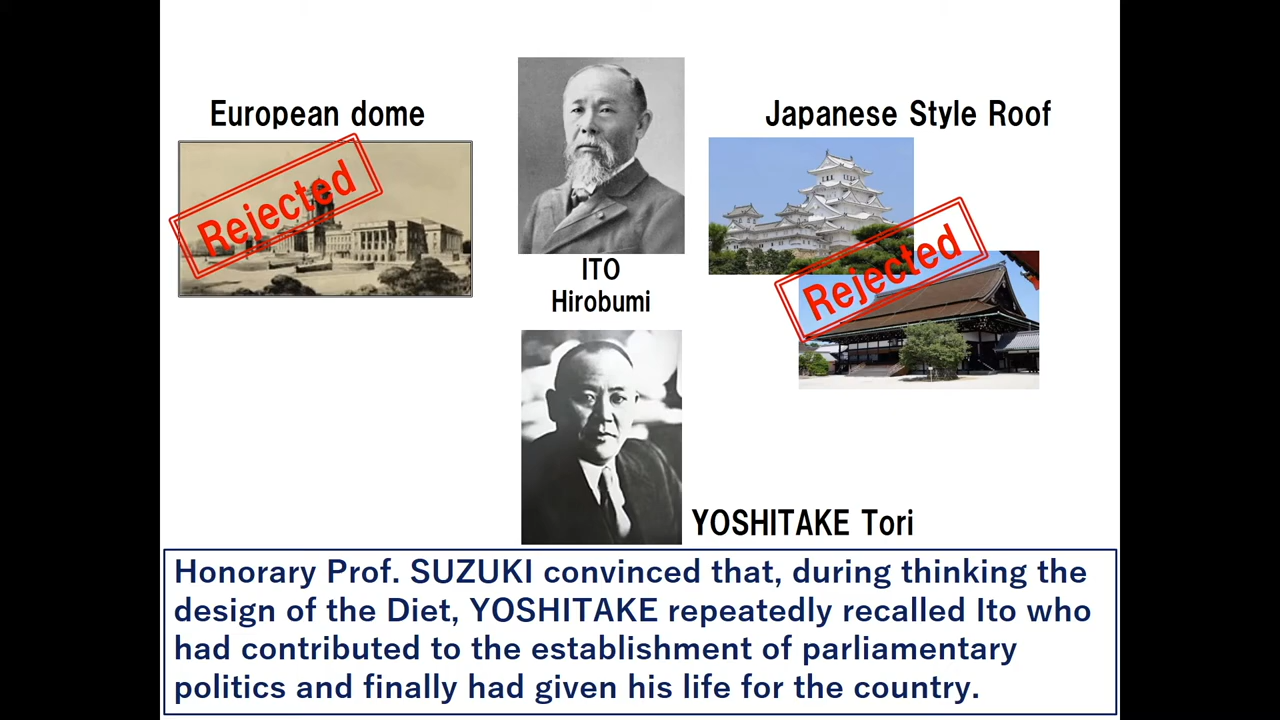 European dome
Rejected
ITO
Hirobumi
Japanese Style Roof
Rejected
YOSHITAKE Tori
Honorary Prof. SUZUKI convinced that, during thinking the
design of the Diet, YOSHITAKE repeatedly recalled Ito who
had contributed to the establishment of parliamentary
politics and finally had given his life for the country.